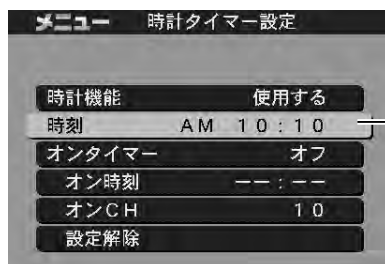 メニュー 時計タイマー設定
時計機能 使用する
時刻 AM 10:10
オンタイマー オフ
オン時刻 --:--
オンCH 10
設定解除